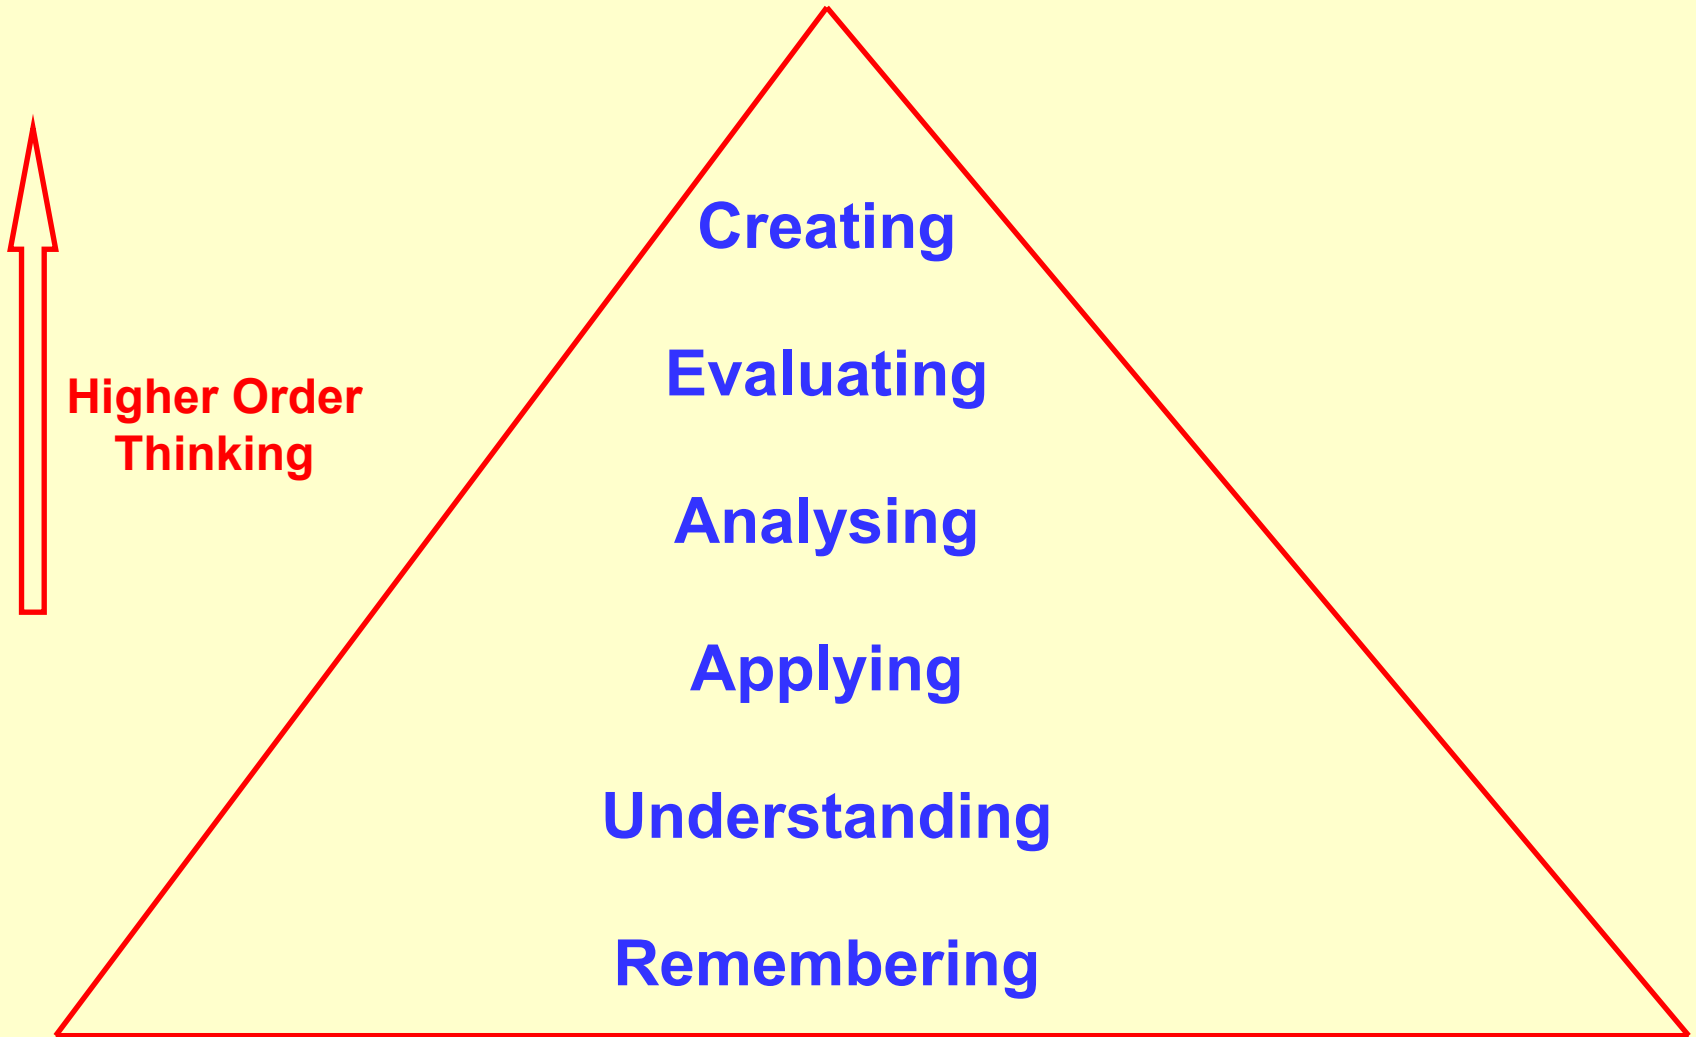 Creating
Evaluating
Higher Order
Thinking
Analysing
Applying
Understanding
Remembering